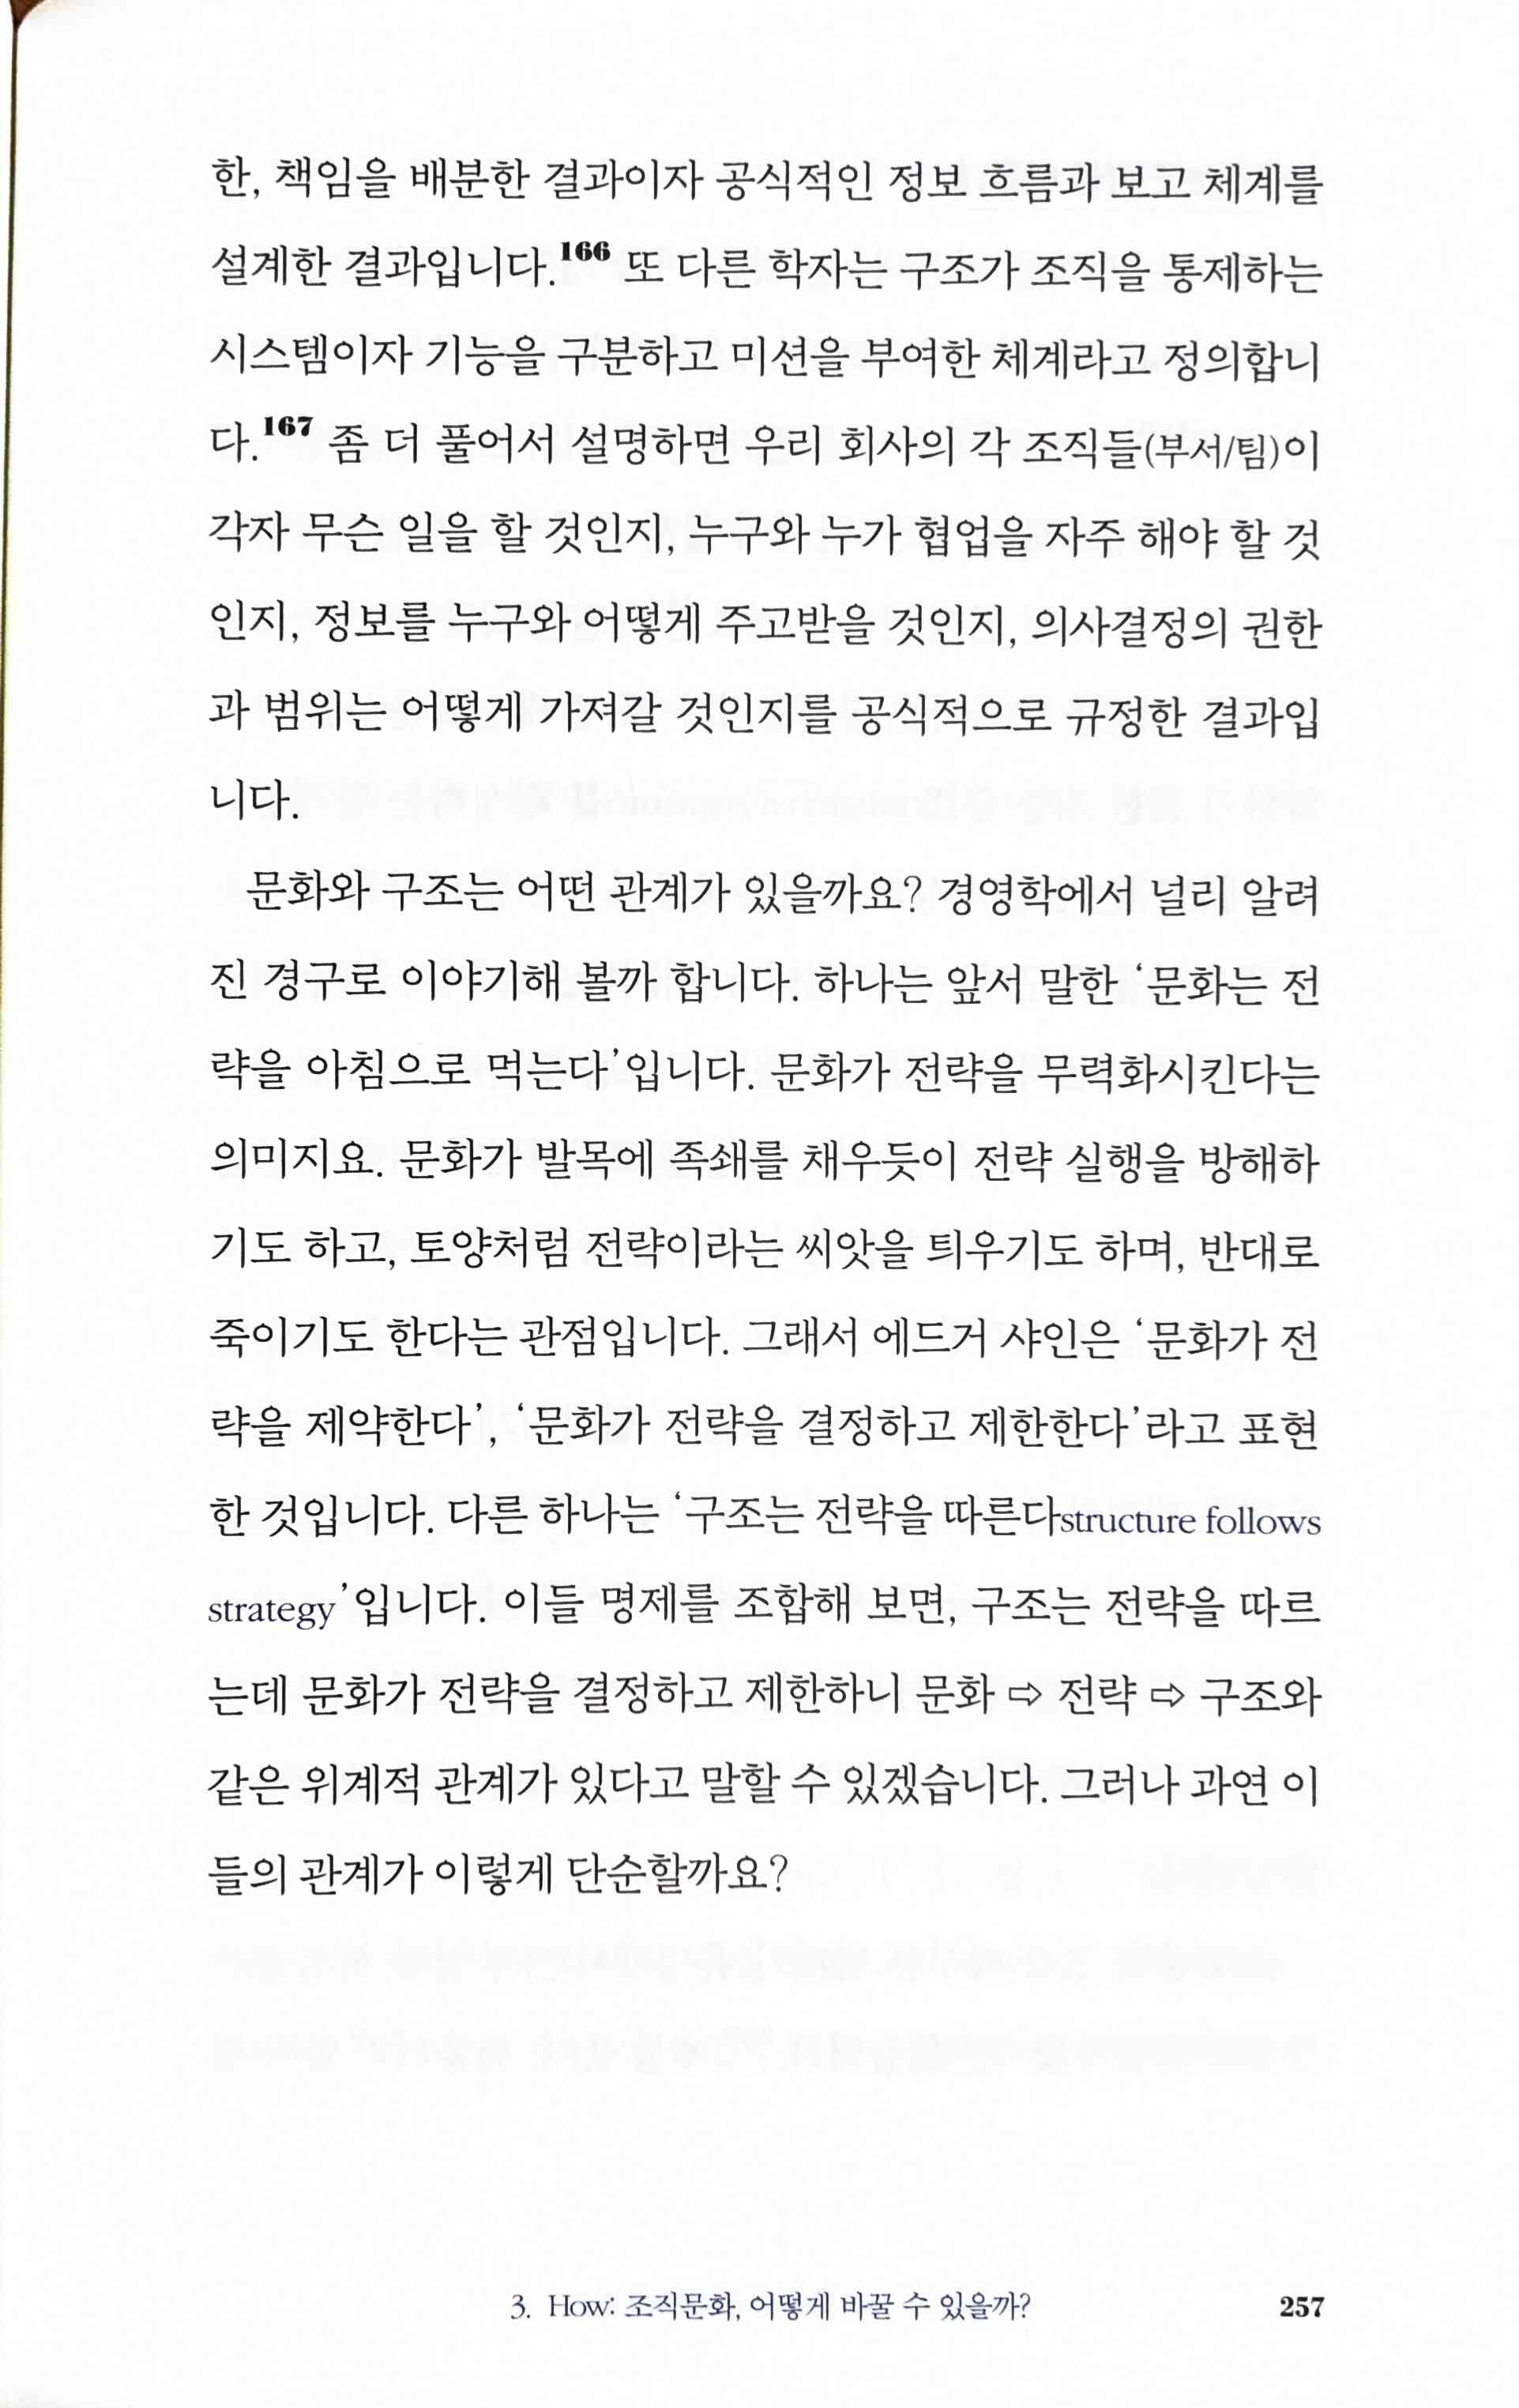 한, 책임을 배분한 결과이자 공식적인 정보 흐름과 보고 체계를
설계한 결과입니다.166 또 다른 학자는 구조가 조직을 통제하는
시스템이자 기능을 구분하고 미션을 부여한 체계라고 정의합니
다.167 좀 더 풀어서 설명하면 우리 회사의 각 조직들(부서/팀)이
각자 무슨 일을 할 것인지, 누구와 누가 협업을 자주 해야 할 것
인지, 정보를 누구와 어떻게 주고받을 것인지, 의사결정의 권한
과 범위는 어떻게 가져갈 것인지를 공식적으로 규정한 결과입
니다.
문화와 구조는 어떤 관계가 있을까요? 경영학에서 널리 알려
진 경구로 이야기해 볼까 합니다. 하나는 앞서 말한 ‘문화는 전
략을 아침으로 먹는다’입니다. 문화가 전략을 무력화시킨다는
의미지요. 문화가 발목에 족쇄를 채우듯이 전략 실행을 방해하
기도 하고, 토양처럼 전략이라는 씨앗을 틔우기도 하며, 반대로
죽이기도 한다는 관점입니다. 그래서 에드거 샤인은 ‘문화가 전
략을 제약한다’, ‘문화가 전략을 결정하고 제한한다’라고 표현
한 것입니다. 다른 하나는 ‘구조는 전략을 따른다structure follows
strategy’입니다. 이들 명제를 조합해 보면, 구조는 전략을 따르
는데 문화가 전략을 결정하고 제한하니 문화 ⇨ 전략 ⇨ 구조와
같은 위계적 관계가 있다고 말할 수 있겠습니다. 그러나 과연 이
들의 관계가 이렇게 단순할까요?
3. How: 조직문화, 어떻게 바꿀 수 있을까? 257